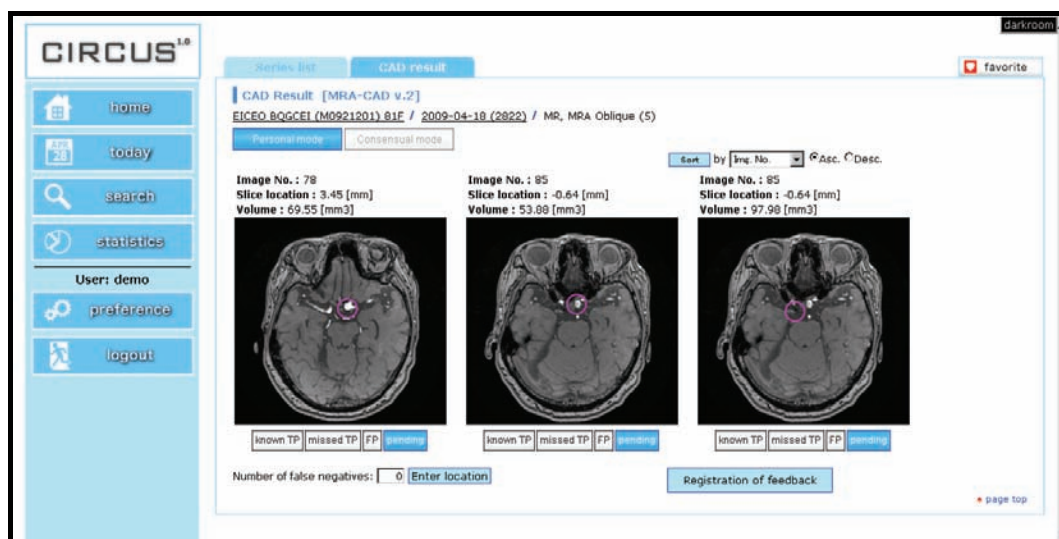 darkroom
CIRCUS 1.0
Series list CAD result
favorite
home
today
search
statistics
User: demo
preference
logout
CAD Result [MRA-CAD v.2]
EICEO BQGCEI (M0921201) 81F / 2009-04-18 (2822) / MR, MRA Oblique (5)
Personal mode Consensual mode
Sort by Img. No. Asc. Desc.
Image No. : 78
Slice location : 3.45 [mm]
Volume : 69.55 [mm3]
known TP missed TP FP pending
Image No. : 85
Slice location : -0.64 [mm]
Volume : 53.88 [mm3]
known TP missed TP FP pending
Image No. : 85
Slice location : -0.64 [mm]
Volume : 97.98 [mm3]
known TP missed TP FP pending
Number of false negatives: 0 Enter location
Registration of feedback
page top